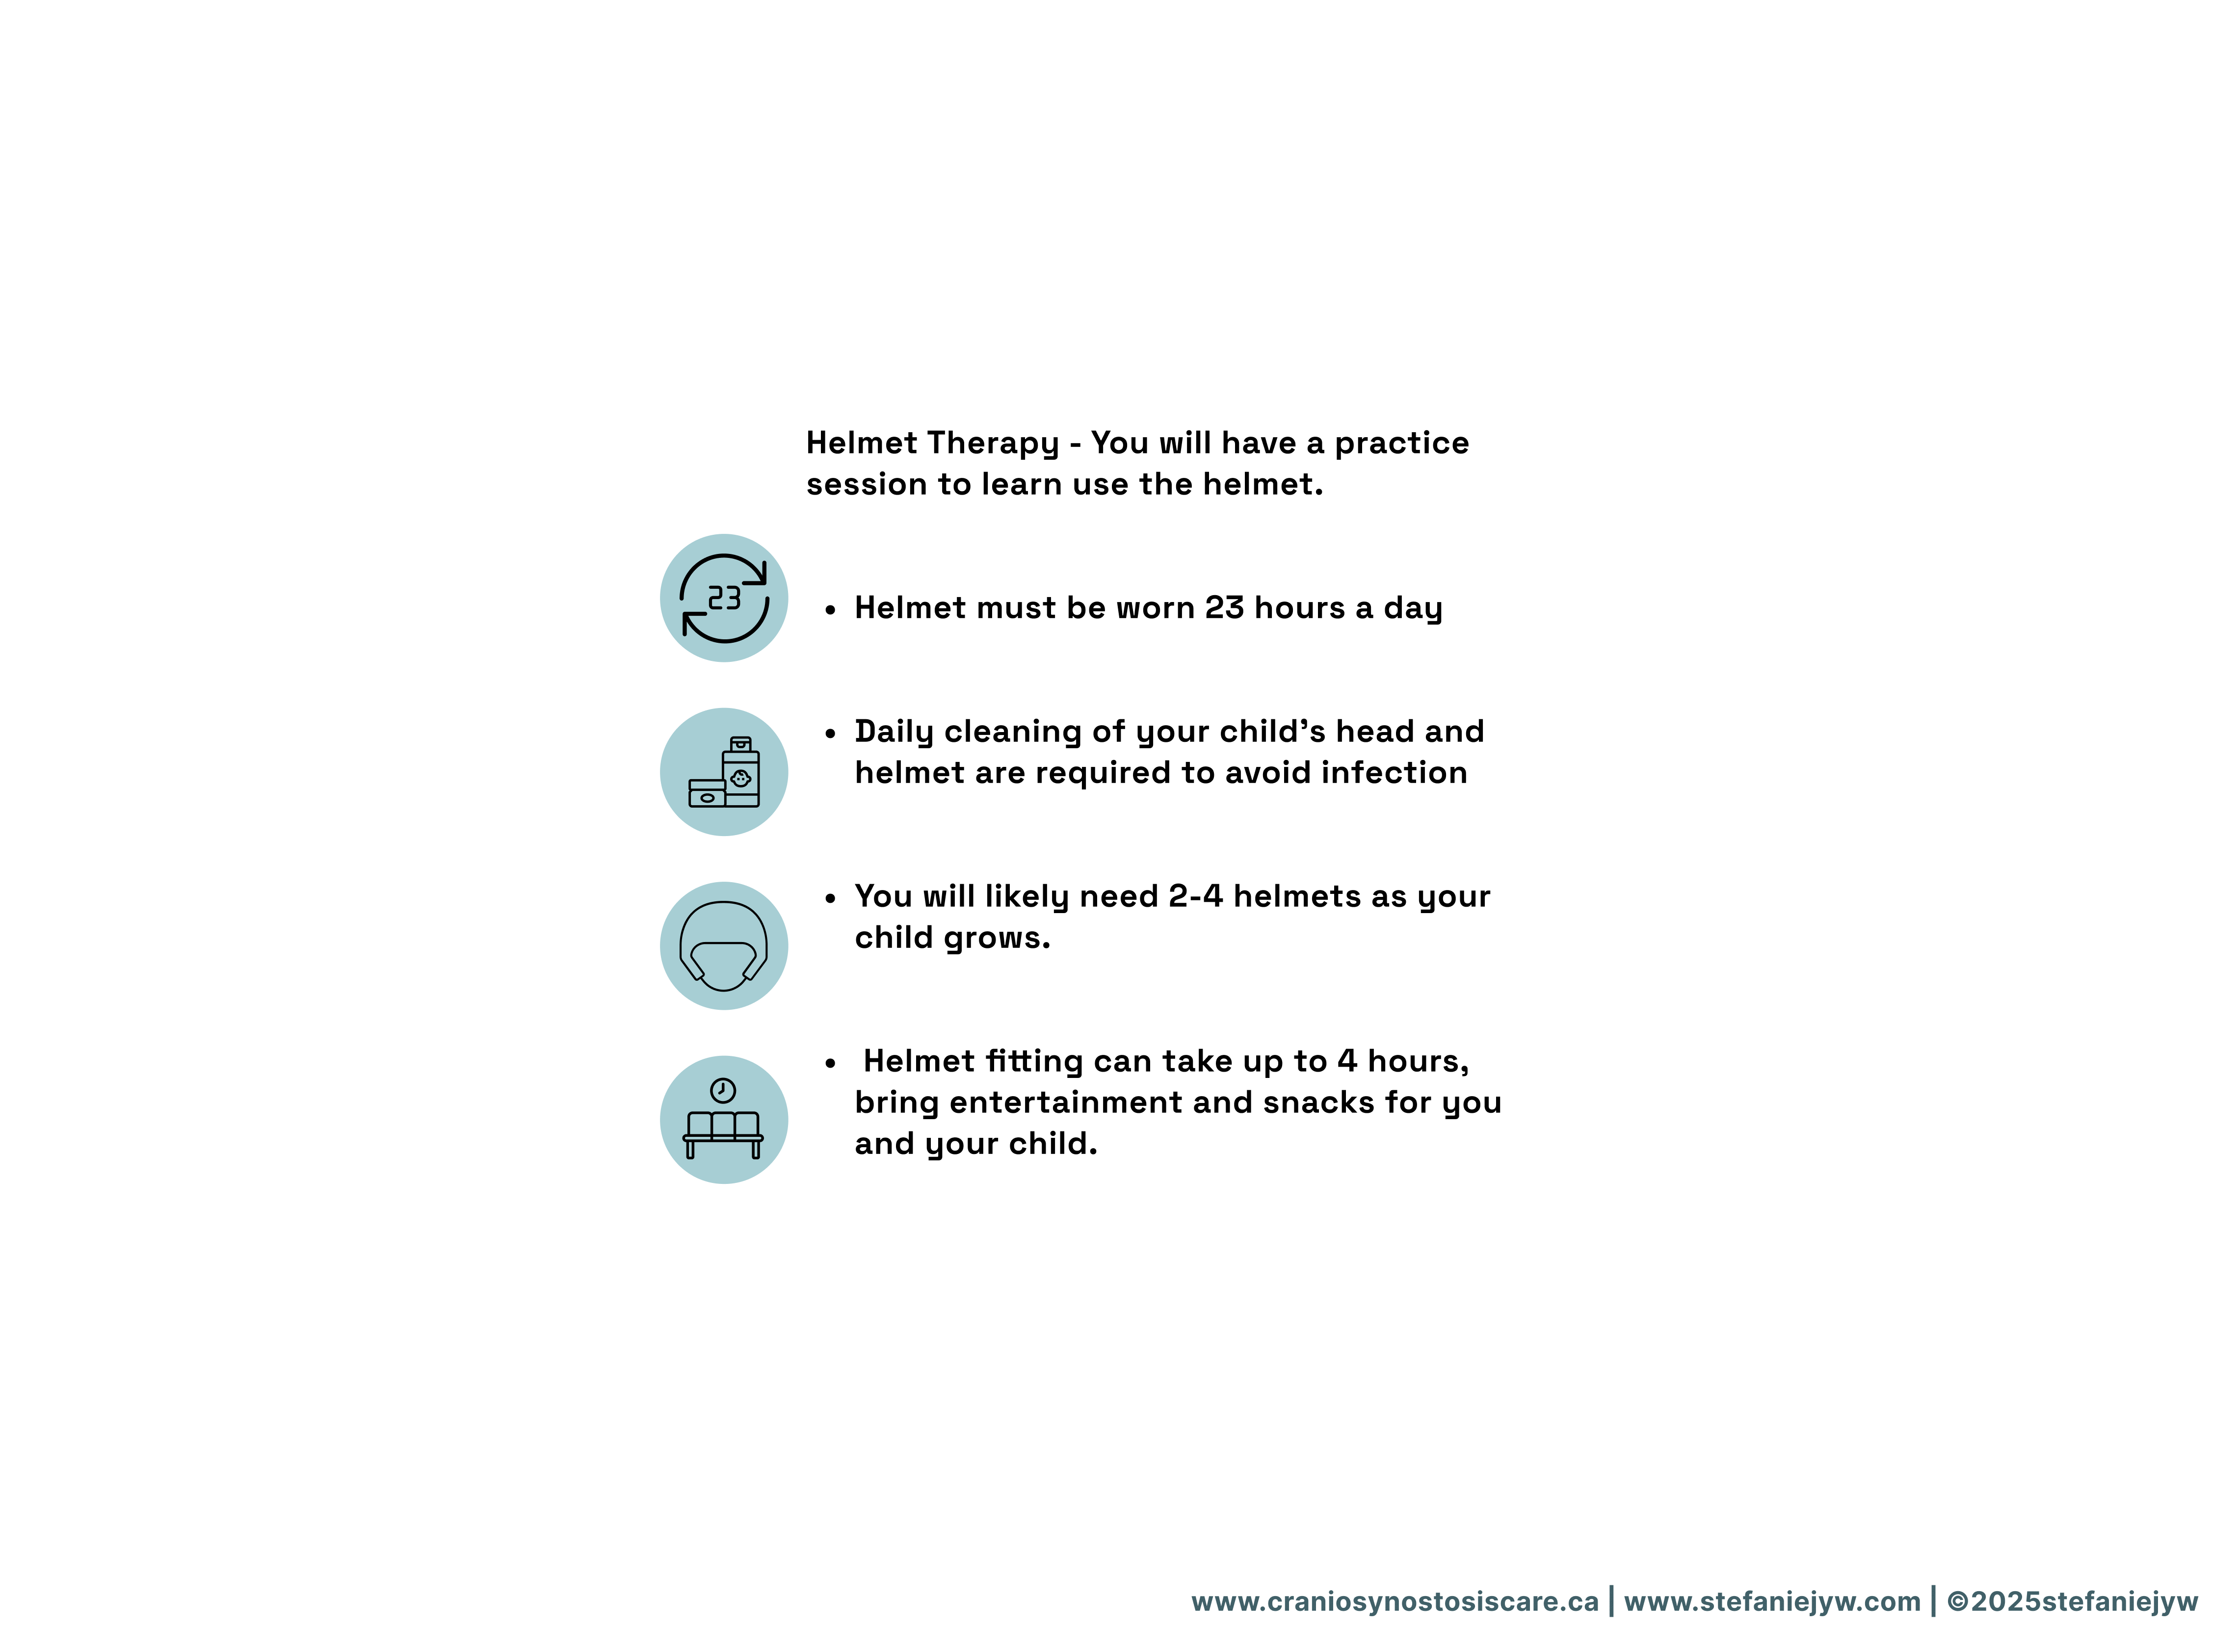 Helmet Therapy - You will have a practice
session to learn use the helmet.
23
• Helmet must be worn 23 hours a day
• Daily cleaning of your child’s head and
helmet are required to avoid infection
• You will likely need 2-4 helmets as your
child grows.
• Helmet fitting can take up to 4 hours,
bring entertainment and snacks for you
and your child.
www.craniosynostosiscare.ca | www.stefaniejyw.com | ©2025stefaniejyw